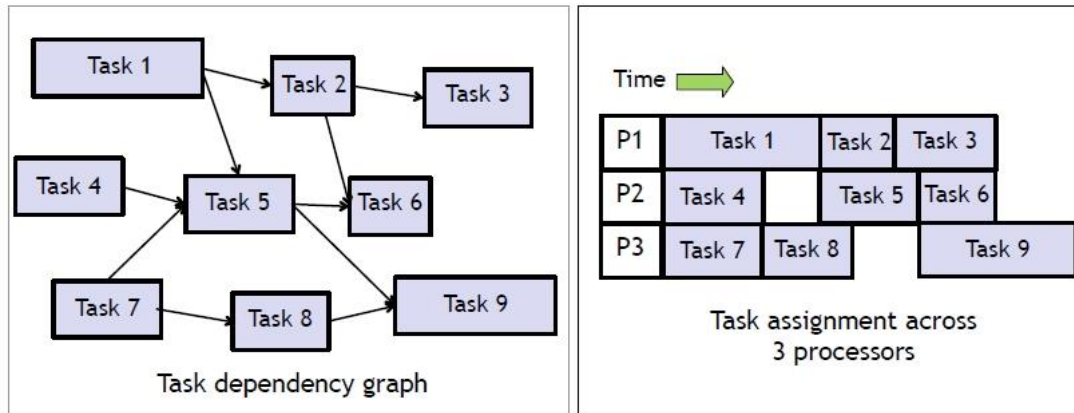 Task 1
Task 2
Task 3
Task 4
Task 5
Task 6
Task 7
Task 8
Task 9
Task dependency graph
Time
P1 Task 1 Task 2 Task 3
P2 Task 4 Task 5 Task 6
P3 Task 7 Task 8 Task 9
Task assignment across
3 processors